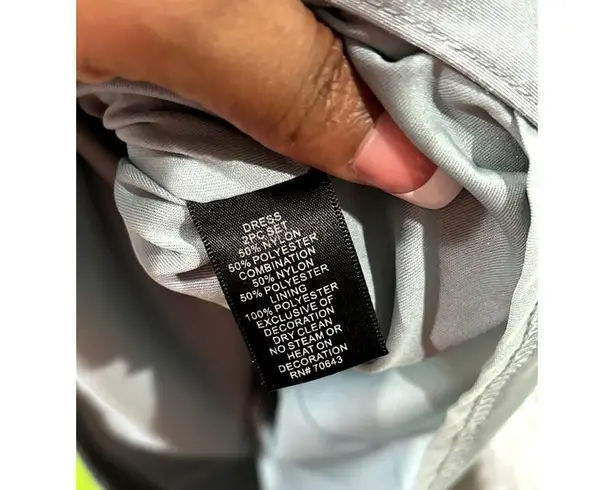 DRESS
2PC SET
50% NYLON
50% POLYESTER
COMBINATION
50% NYLON
50% POLYESTER
LINING
100% POLYESTER
EXCLUSIVE OF
DECORATION
DRY CLEAN
NO STEAM OR
HEAT ON
DECORATION
RN# 70643